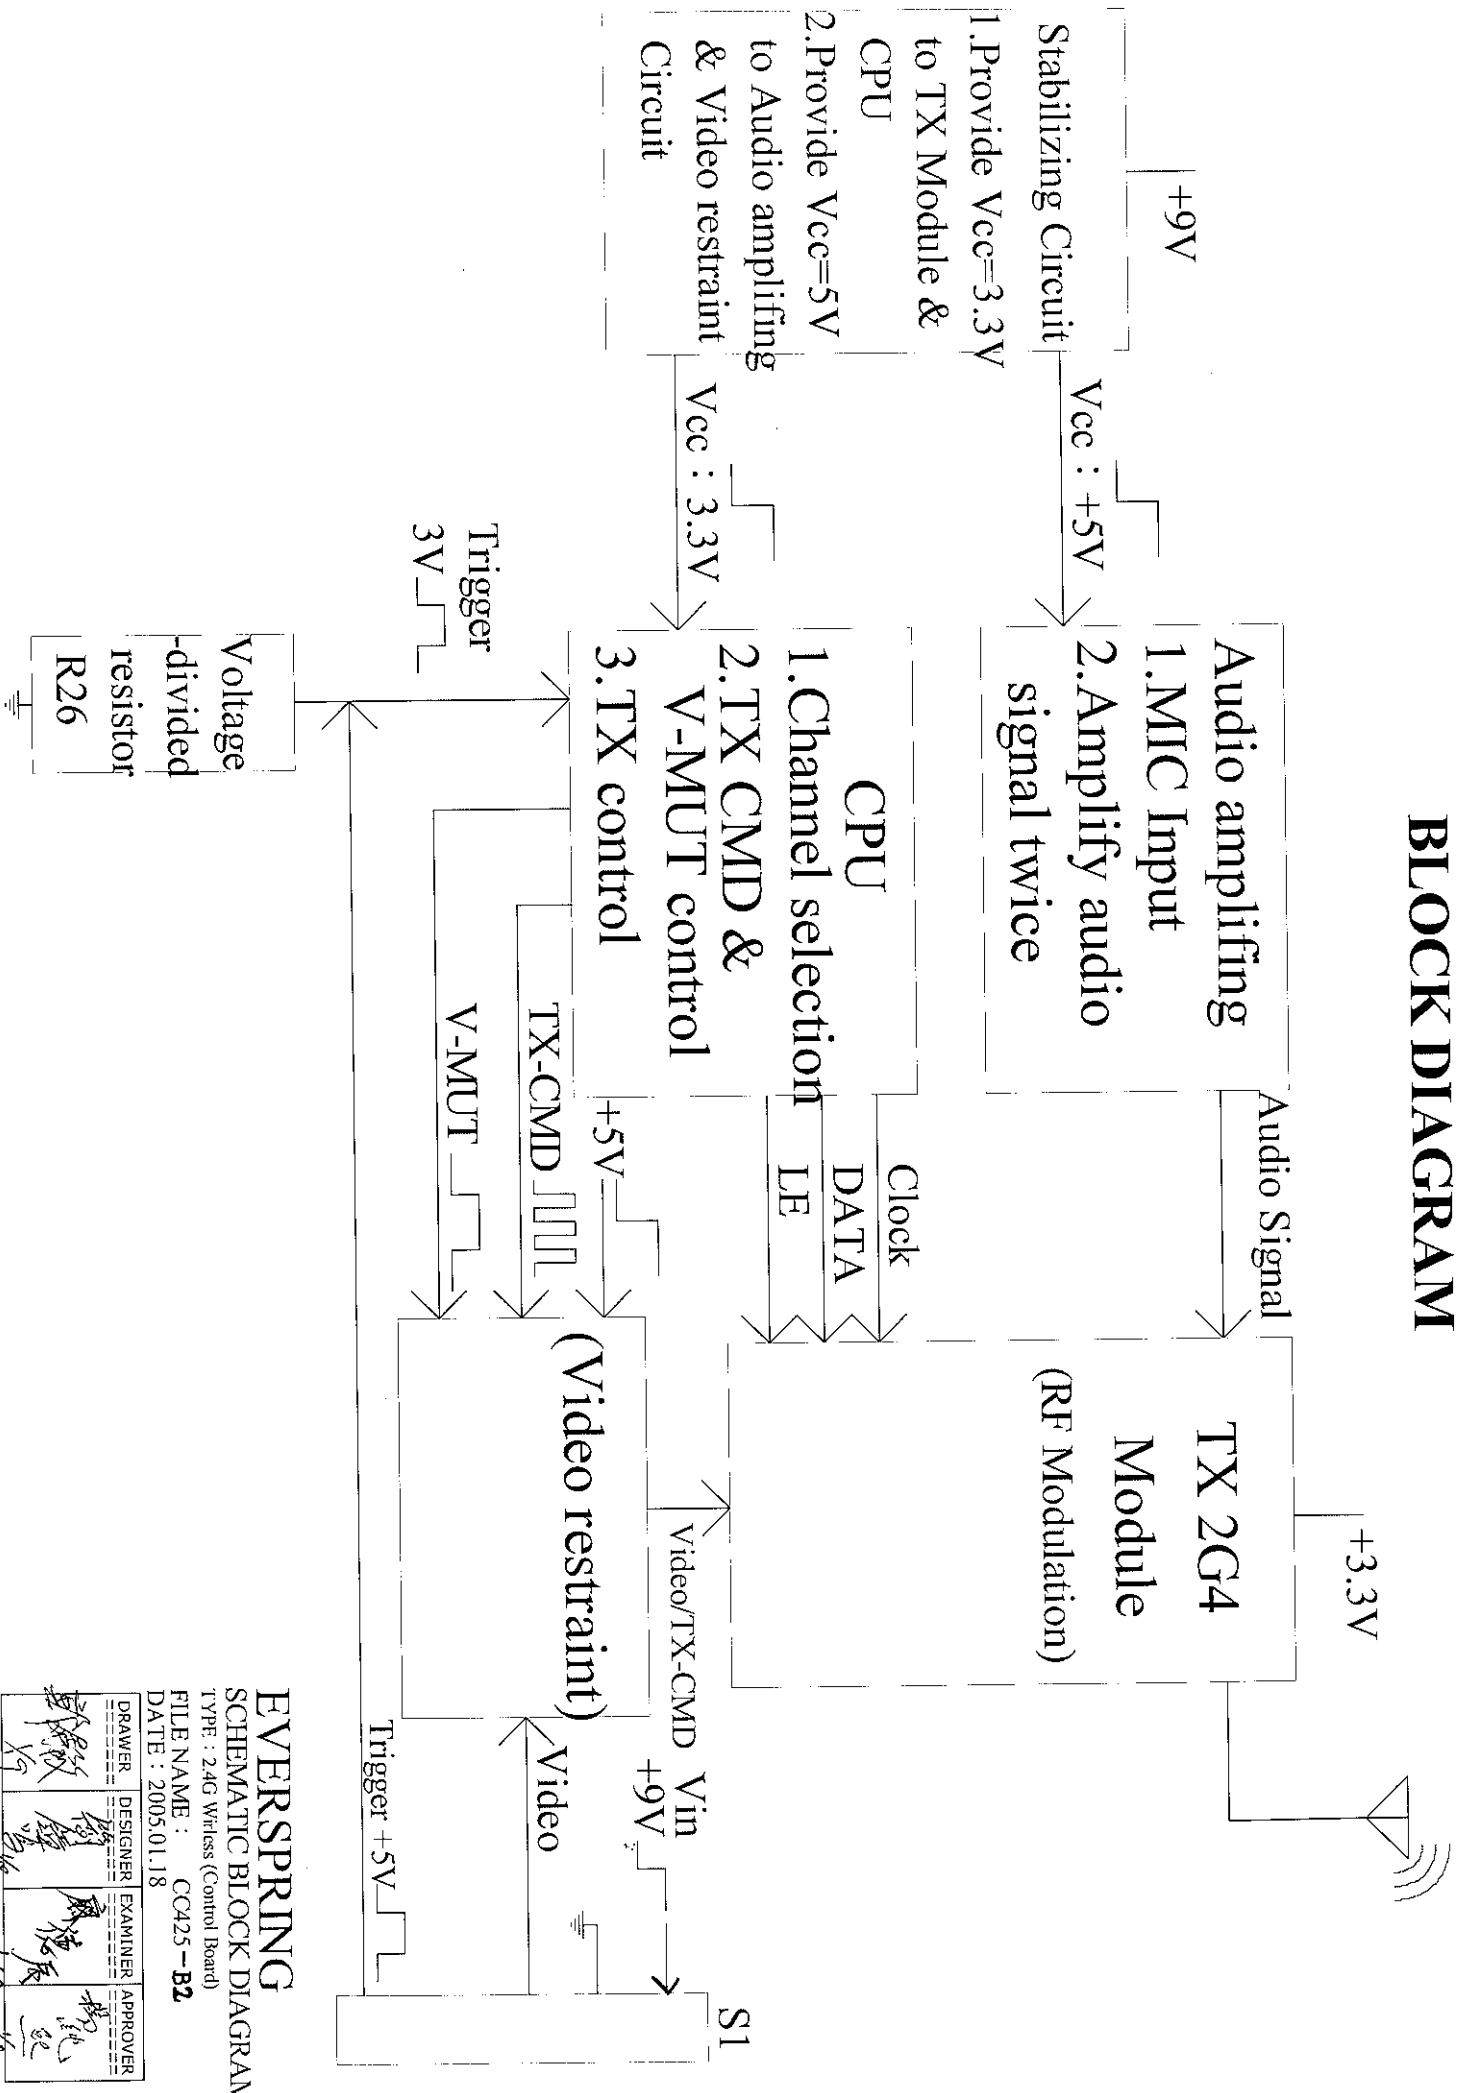 BLOCK DIAGRAM
+9V
Stabilizing Circuit
1.Provide Vcc=3.3V
to TX Module &
CPU
2.Provide Vcc=5V
to Audio amplifing
& Video restraint
Circuit
Vcc : +5V
Vcc : 3.3V
Audio amplifing
1.MIC Input
2.Amplify audio
signal twice
Audio Signal
+3.3V
TX 2G4
Module
(RF Modulation)
CPU
1.Channel selection
2.TX CMD &
V-MUT control
3.TX control
Clock
DATA
LE
Trigger
3V
Voltage
-divided
resistor
R26
+5V
TX-CMD
V-MUT
(Video restraint)
Video/TX-CMD
Vin
+9V
Video
Trigger +5V
S1
EVERSPRING
SCHEMATIC BLOCK DIAGRAM
TYPE : 2.4G Wirless (Control Board)
FILE NAME : CC425-B2
DATE : 2005.01.18
DRAWER DESIGNER EXAMINER APPROVER